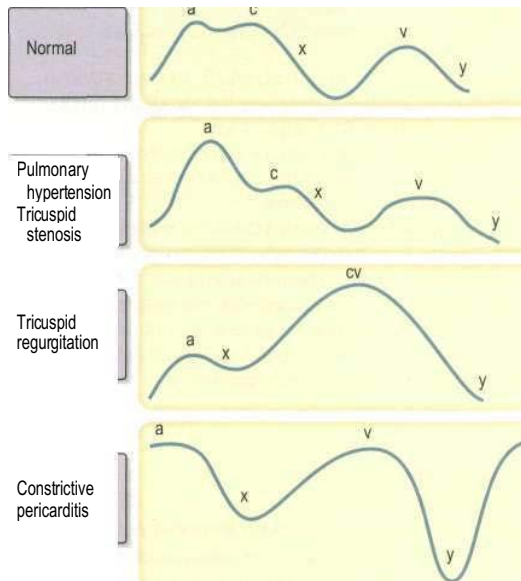 a c
Normal
x v y
a
Pulmonary
hypertension
Tricuspid
stenosis
c x v y
cv
Tricuspid
regurgitation
a x y
a v
Constrictive
pericarditis
x y